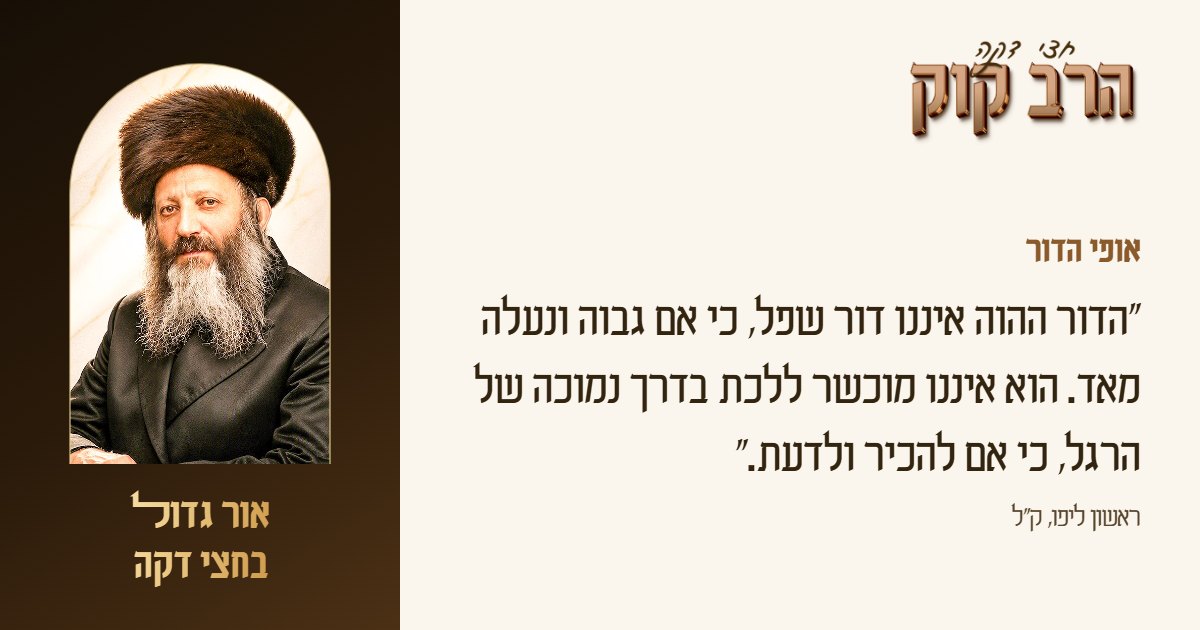 חצי דקה
הרב קוק
אופי הדור
"הדור ההוה איננו דור שפל, כי אם גבוה ונעלה
מאד. הוא איננו מוכשר ללכת בדרך נמוכה של
הרגל, כי אם להכיר ולדעת."
ראשון ליפו, ק"ל
אור גדול
בחצי דקה